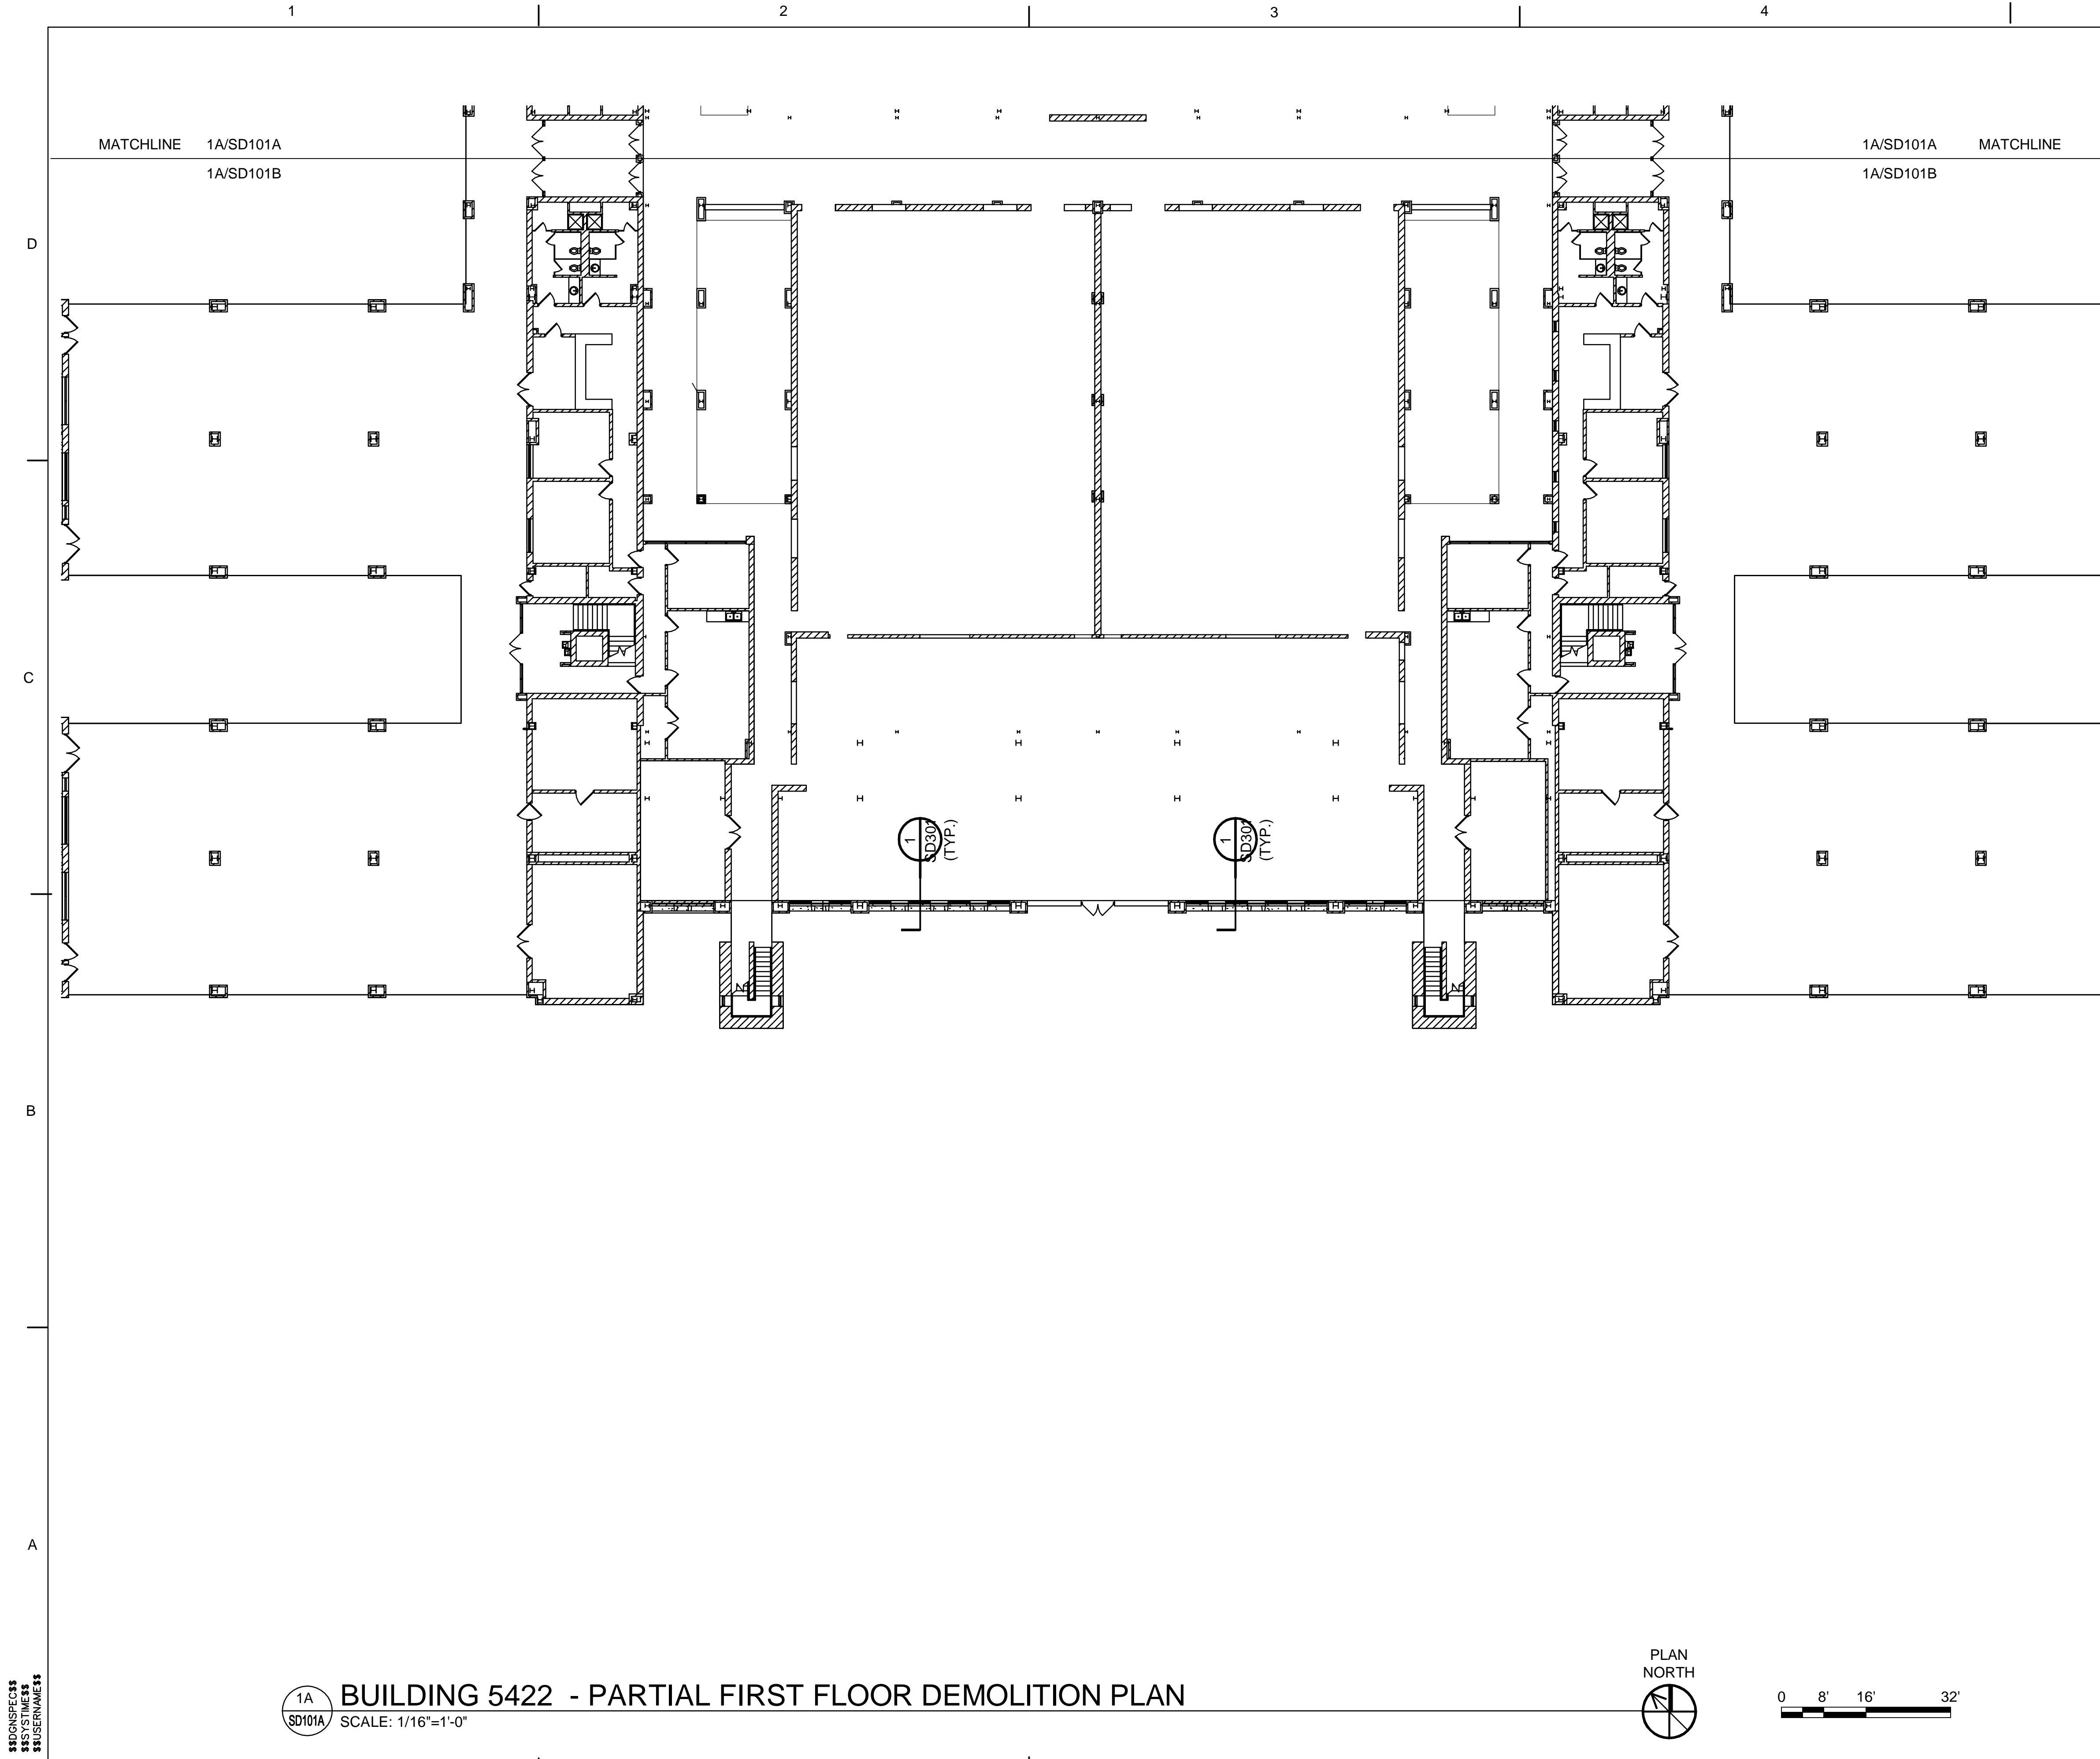 1 2 3 4
MATCHLINE 1A/SD101A
1A/SD101B
1A/SD101A MATCHLINE
1A/SD101B
D
C
B
A
1
SD301
(TYP.)
1
SD301
(TYP.)
PLAN
NORTH
0 8' 16' 32'
1A
SD101A
BUILDING 5422 - PARTIAL FIRST FLOOR DEMOLITION PLAN
SCALE: 1/16"=1'-0"
$$DGNSPEC$$
$$SYSTIME$$
$$USERNAME$$